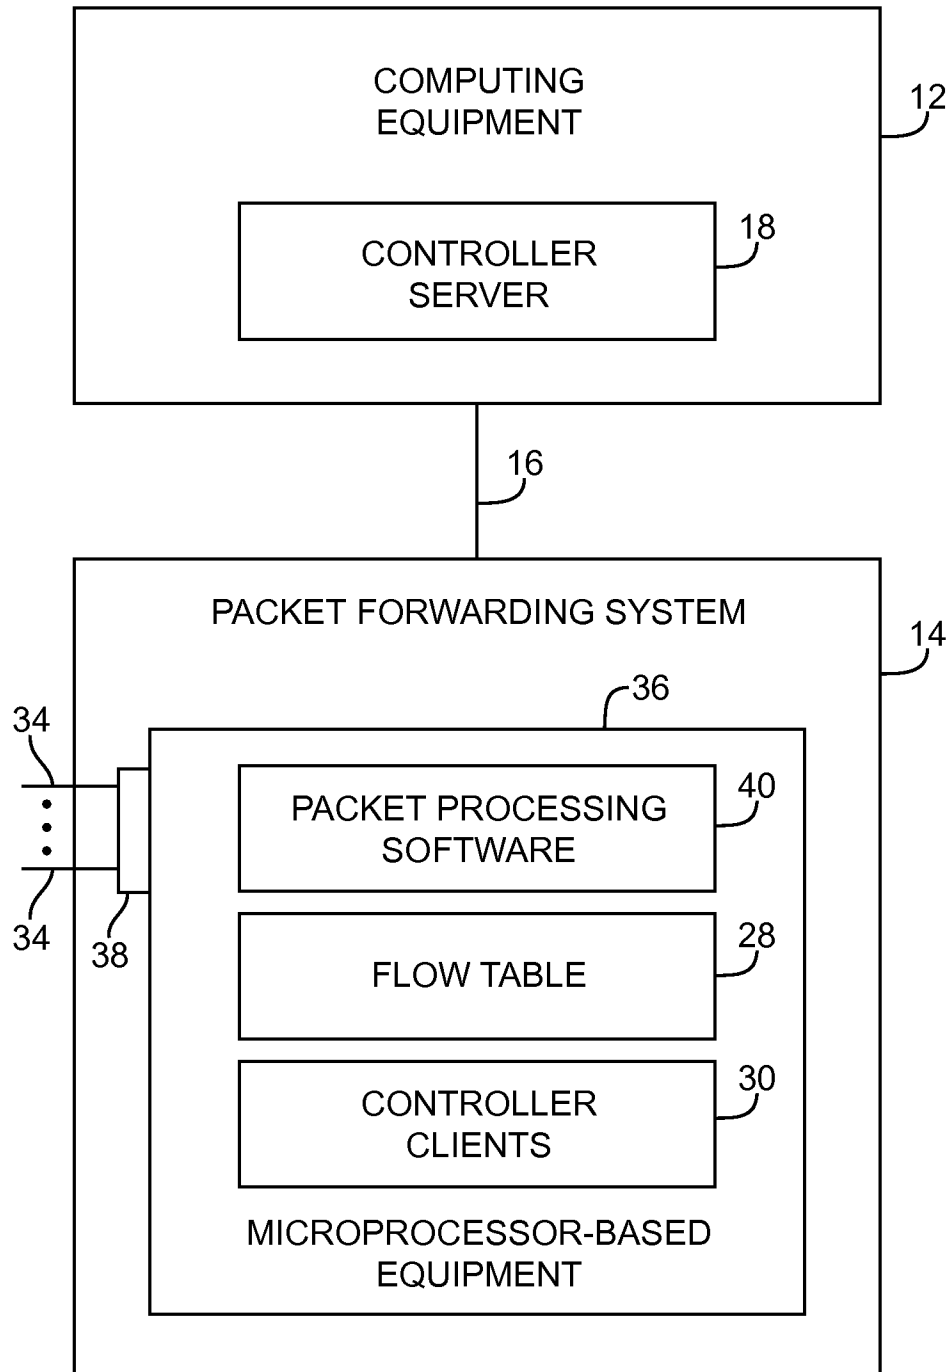 COMPUTING
EQUIPMENT
12
CONTROLLER
SERVER
18
16
PACKET FORWARDING SYSTEM
14
36
34
PACKET PROCESSING
SOFTWARE
40
34
38
FLOW TABLE
28
CONTROLLER
CLIENTS
30
MICROPROCESSOR-BASED
EQUIPMENT